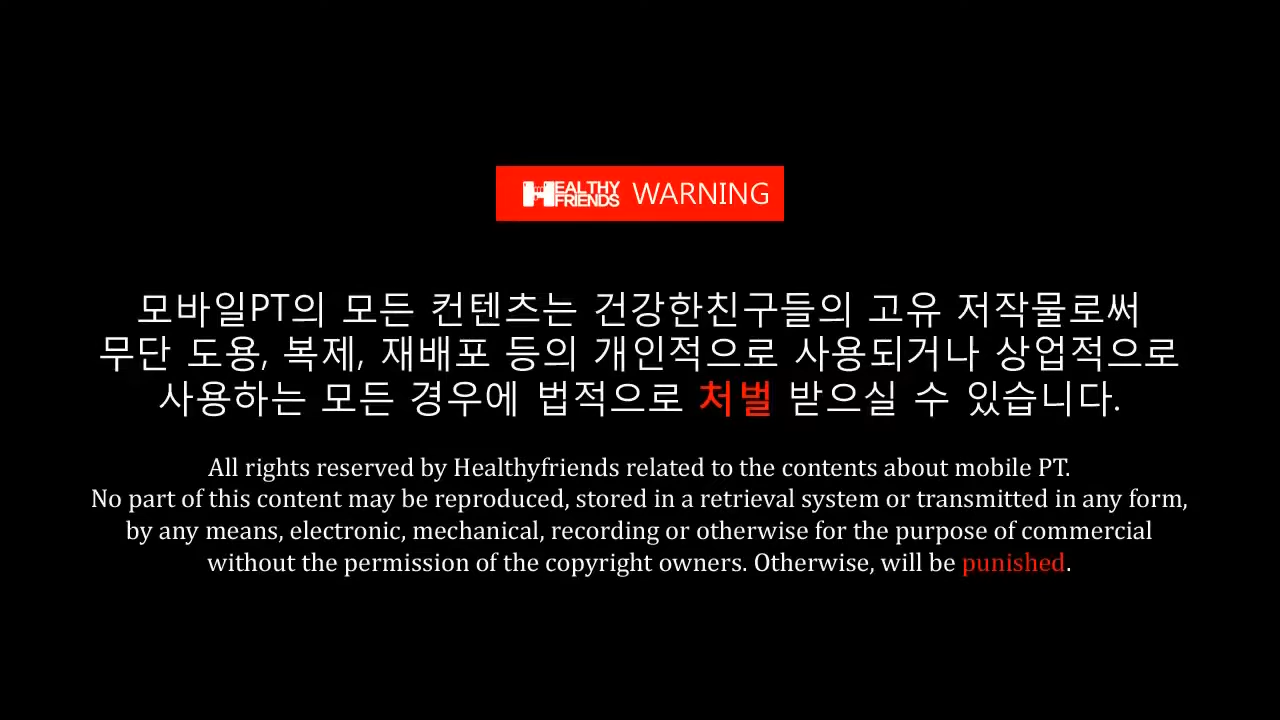 HEALTHY FRIENDS WARNING
모바일PT의 모든 컨텐츠는 건강한친구들의 고유 저작물로써
무단 도용, 복제, 재배포 등의 개인적으로 사용되거나 상업적으로
사용하는 모든 경우에 법적으로 처벌 받으실 수 있습니다.
All rights reserved by Healthyfriends related to the contents about mobile PT.
No part of this content may be reproduced, stored in a retrieval system or transmitted in any form,
by any means, electronic, mechanical, recording or otherwise for the purpose of commercial
without the permission of the copyright owners. Otherwise, will be punished.